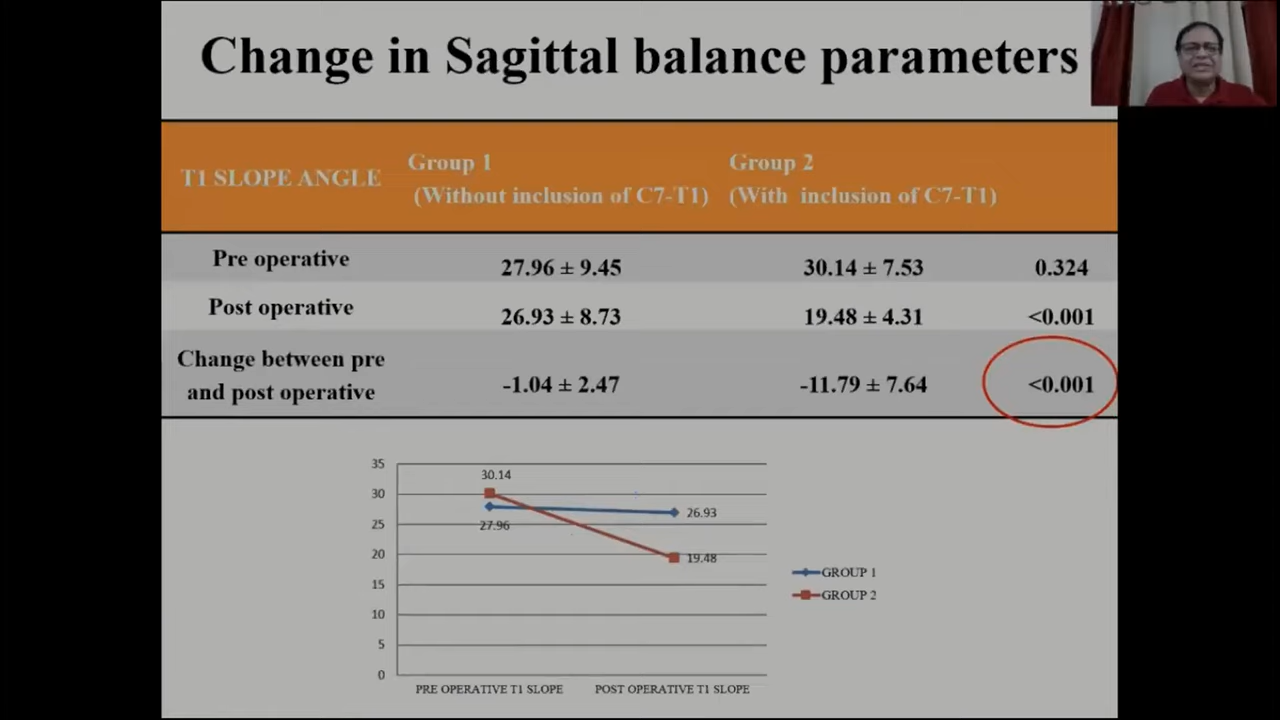 Change in Sagittal balance parameters
T1 SLOPE ANGLE
Group 1
(Without inclusion of C7-T1)
Group 2
(With inclusion of C7-T1)
Pre operative 27.96 ± 9.45 30.14 ± 7.53 0.324
Post operative 26.93 ± 8.73 19.48 ± 4.31 <0.001
Change between pre
and post operative
-1.04 ± 2.47 -11.79 ± 7.64 <0.001
35
30
25
20
15
10
5
0
30.14
27.96
26.93
19.48
GROUP 1
GROUP 2
PRE OPERATIVE T1 SLOPE POST OPERATIVE T1 SLOPE